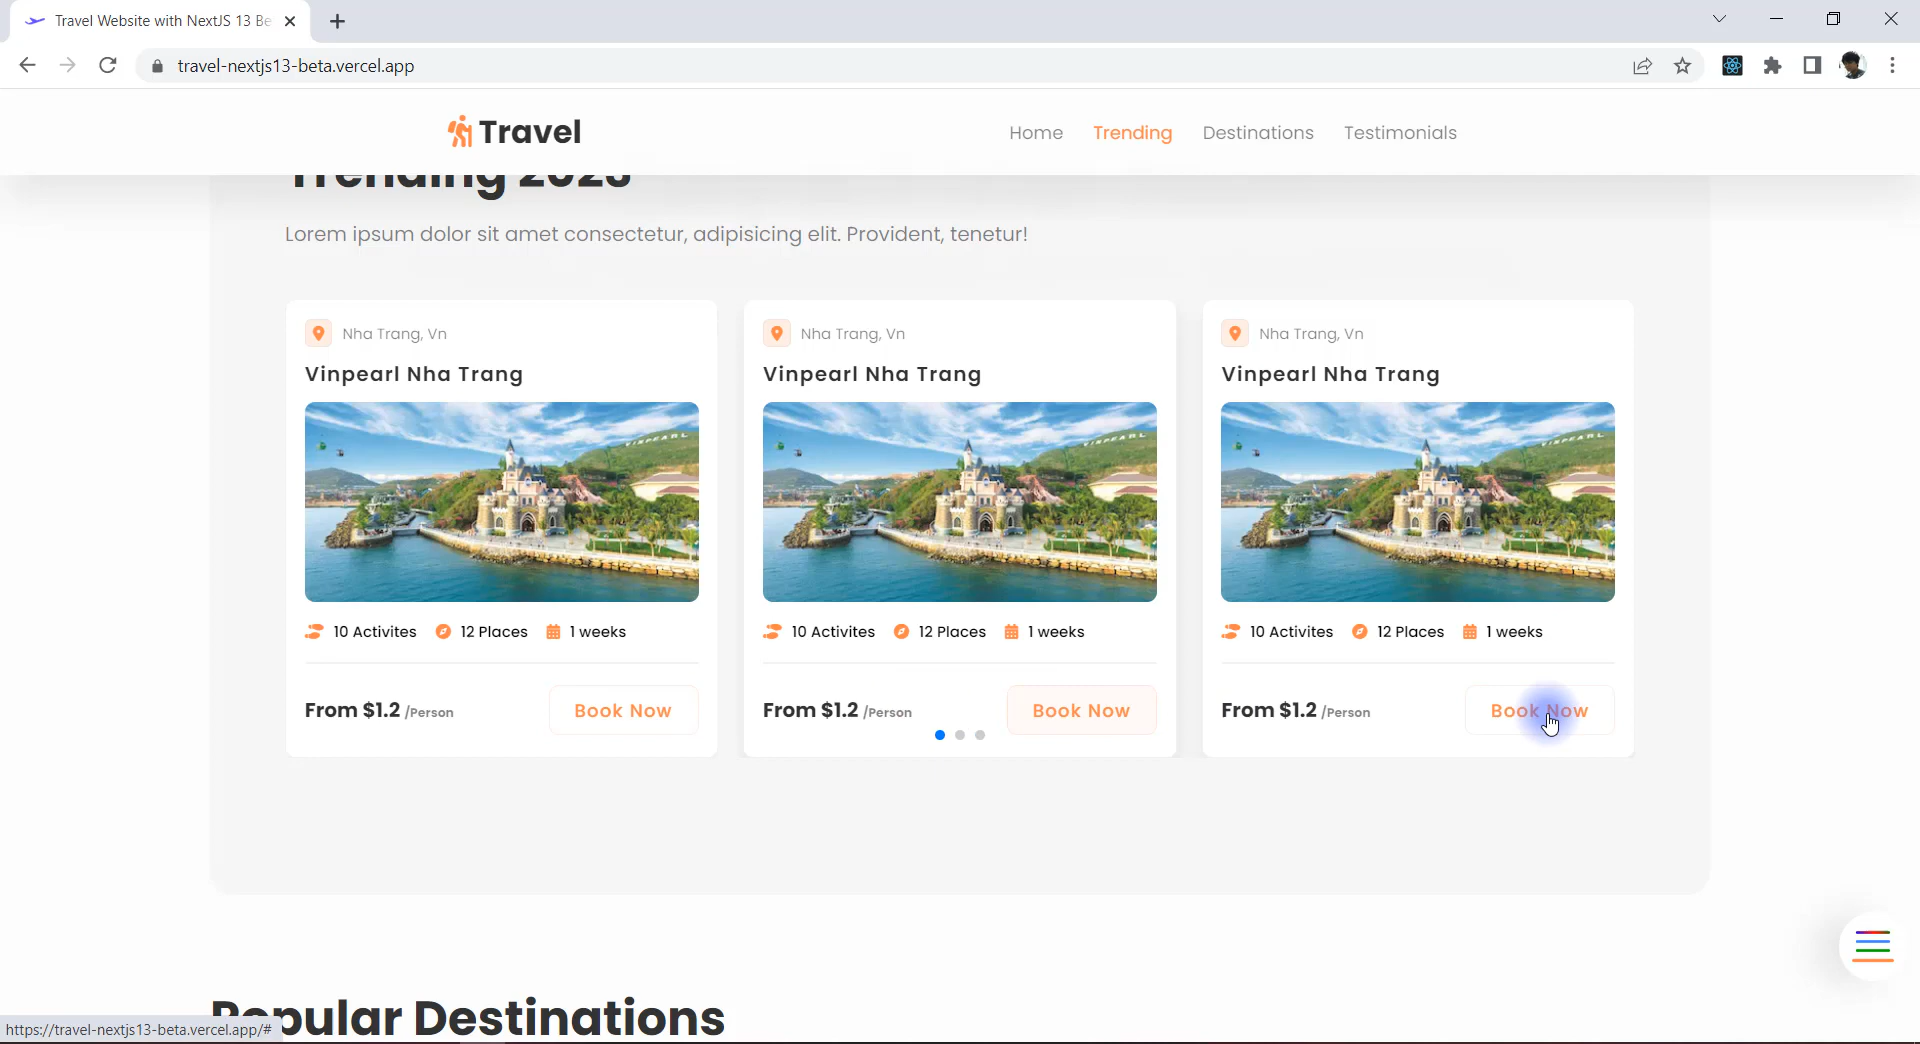 Travel Website with NextJS 13 Be
travel-nextjs13-beta.vercel.app
Travel
Home Trending Destinations Testimonials
Trending 2023
Lorem ipsum dolor sit amet consectetur, adipisicing elit. Provident, tenetur!
Nha Trang, Vn
Vinpearl Nha Trang
VINPEARL
10 Activites 12 Places 1 weeks
From $1.2 /Person
Book Now
Nha Trang, Vn
Vinpearl Nha Trang
VINPEARL
10 Activites 12 Places 1 weeks
From $1.2 /Person
Book Now
Nha Trang, Vn
Vinpearl Nha Trang
VINPEARL
10 Activites 12 Places 1 weeks
From $1.2 /Person
Book Now
Popular Destinations
https://travel-nextjs13-beta.vercel.app/#